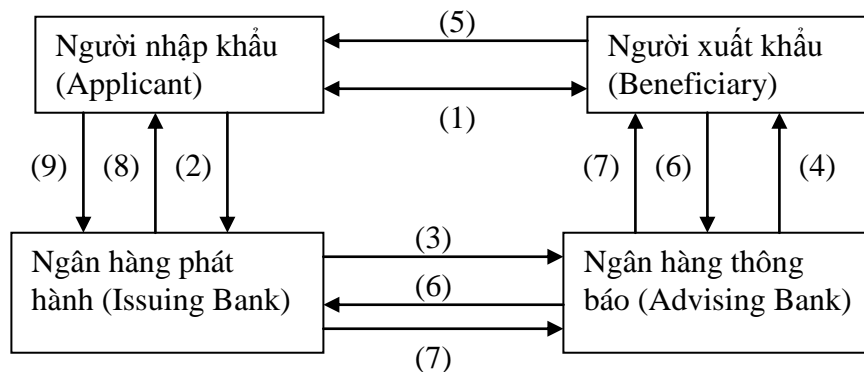 (5)
Người nhập khẩu
(Applicant)
Người xuất khẩu
(Beneficiary)
(1)
(9) (8) (2) (7) (6) (4)
(3)
Ngân hàng phát
hành (Issuing Bank)
Ngân hàng thông
báo (Advising Bank)
(6)
(7)